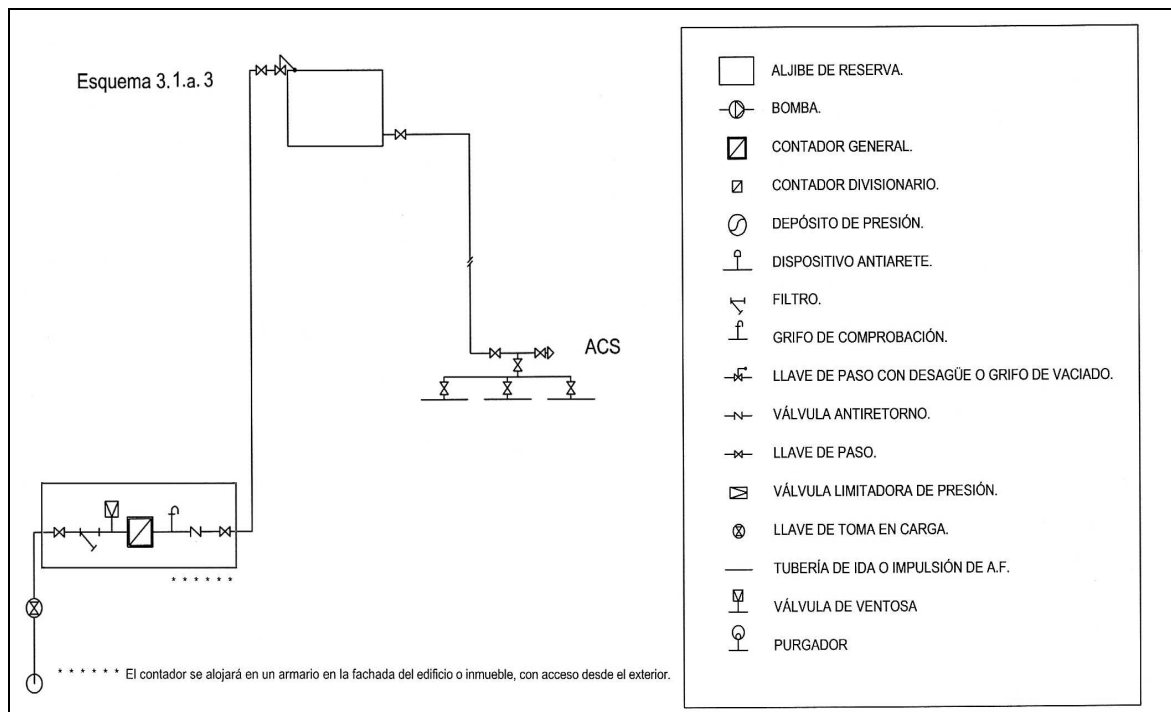 Esquema 3.1.a.3
ACS
* * * * * *
* * * * * * El contador se alojará en un armario en la fachada del edificio o inmueble, con acceso desde el exterior.
ALJIBE DE RESERVA.
BOMBA.
CONTADOR GENERAL.
CONTADOR DIVISIONARIO.
DEPÓSITO DE PRESIÓN.
DISPOSITIVO ANTIARETE.
FILTRO.
GRIFO DE COMPROBACIÓN.
LLAVE DE PASO CON DESAGÜE O GRIFO DE VACIADO.
VÁLVULA ANTIRETORNO.
LLAVE DE PASO.
VÁLVULA LIMITADORA DE PRESIÓN.
LLAVE DE TOMA EN CARGA.
TUBERÍA DE IDA O IMPULSIÓN DE A.F.
VÁLVULA DE VENTOSA
PURGADOR